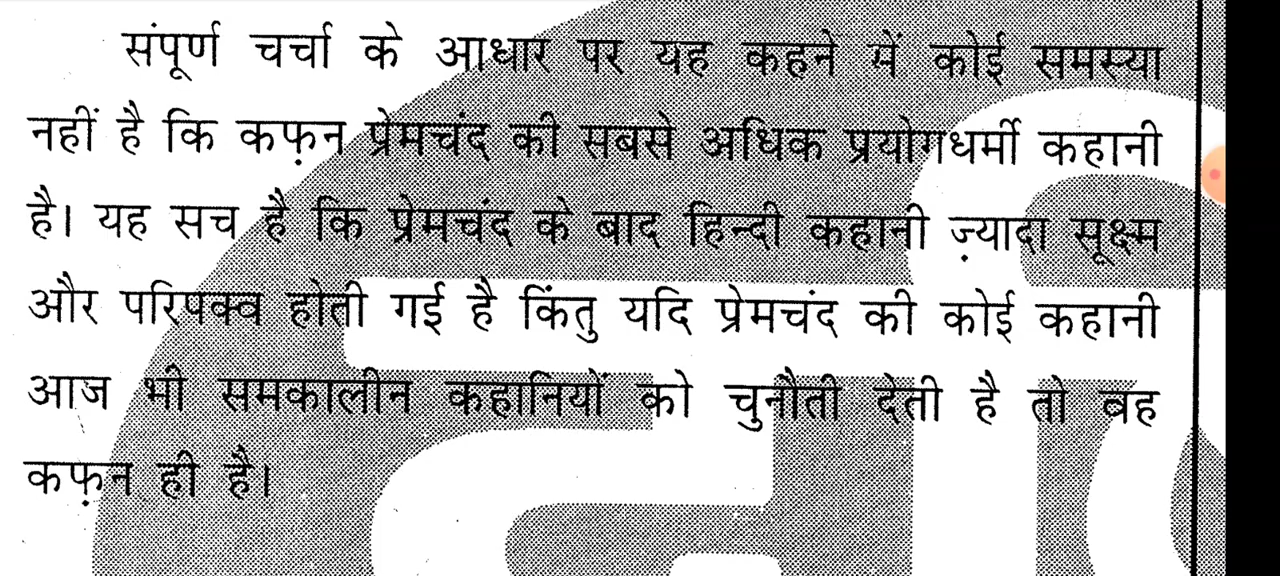 संपूर्ण चर्चा के आधार पर यह कहने में कोई समस्या
नहीं है कि कफ़न प्रेमचंद की सबसे अधिक प्रयोगधर्मी कहानी
है। यह सच है कि प्रेमचंद के बाद हिन्दी कहानी ज़्यादा सूक्ष्म
और परिपक्व होती गई है किंतु यदि प्रेमचंद की कोई कहानी
आज भी समकालीन कहानियों को चुनौती देती है तो वह
कफ़न ही है।